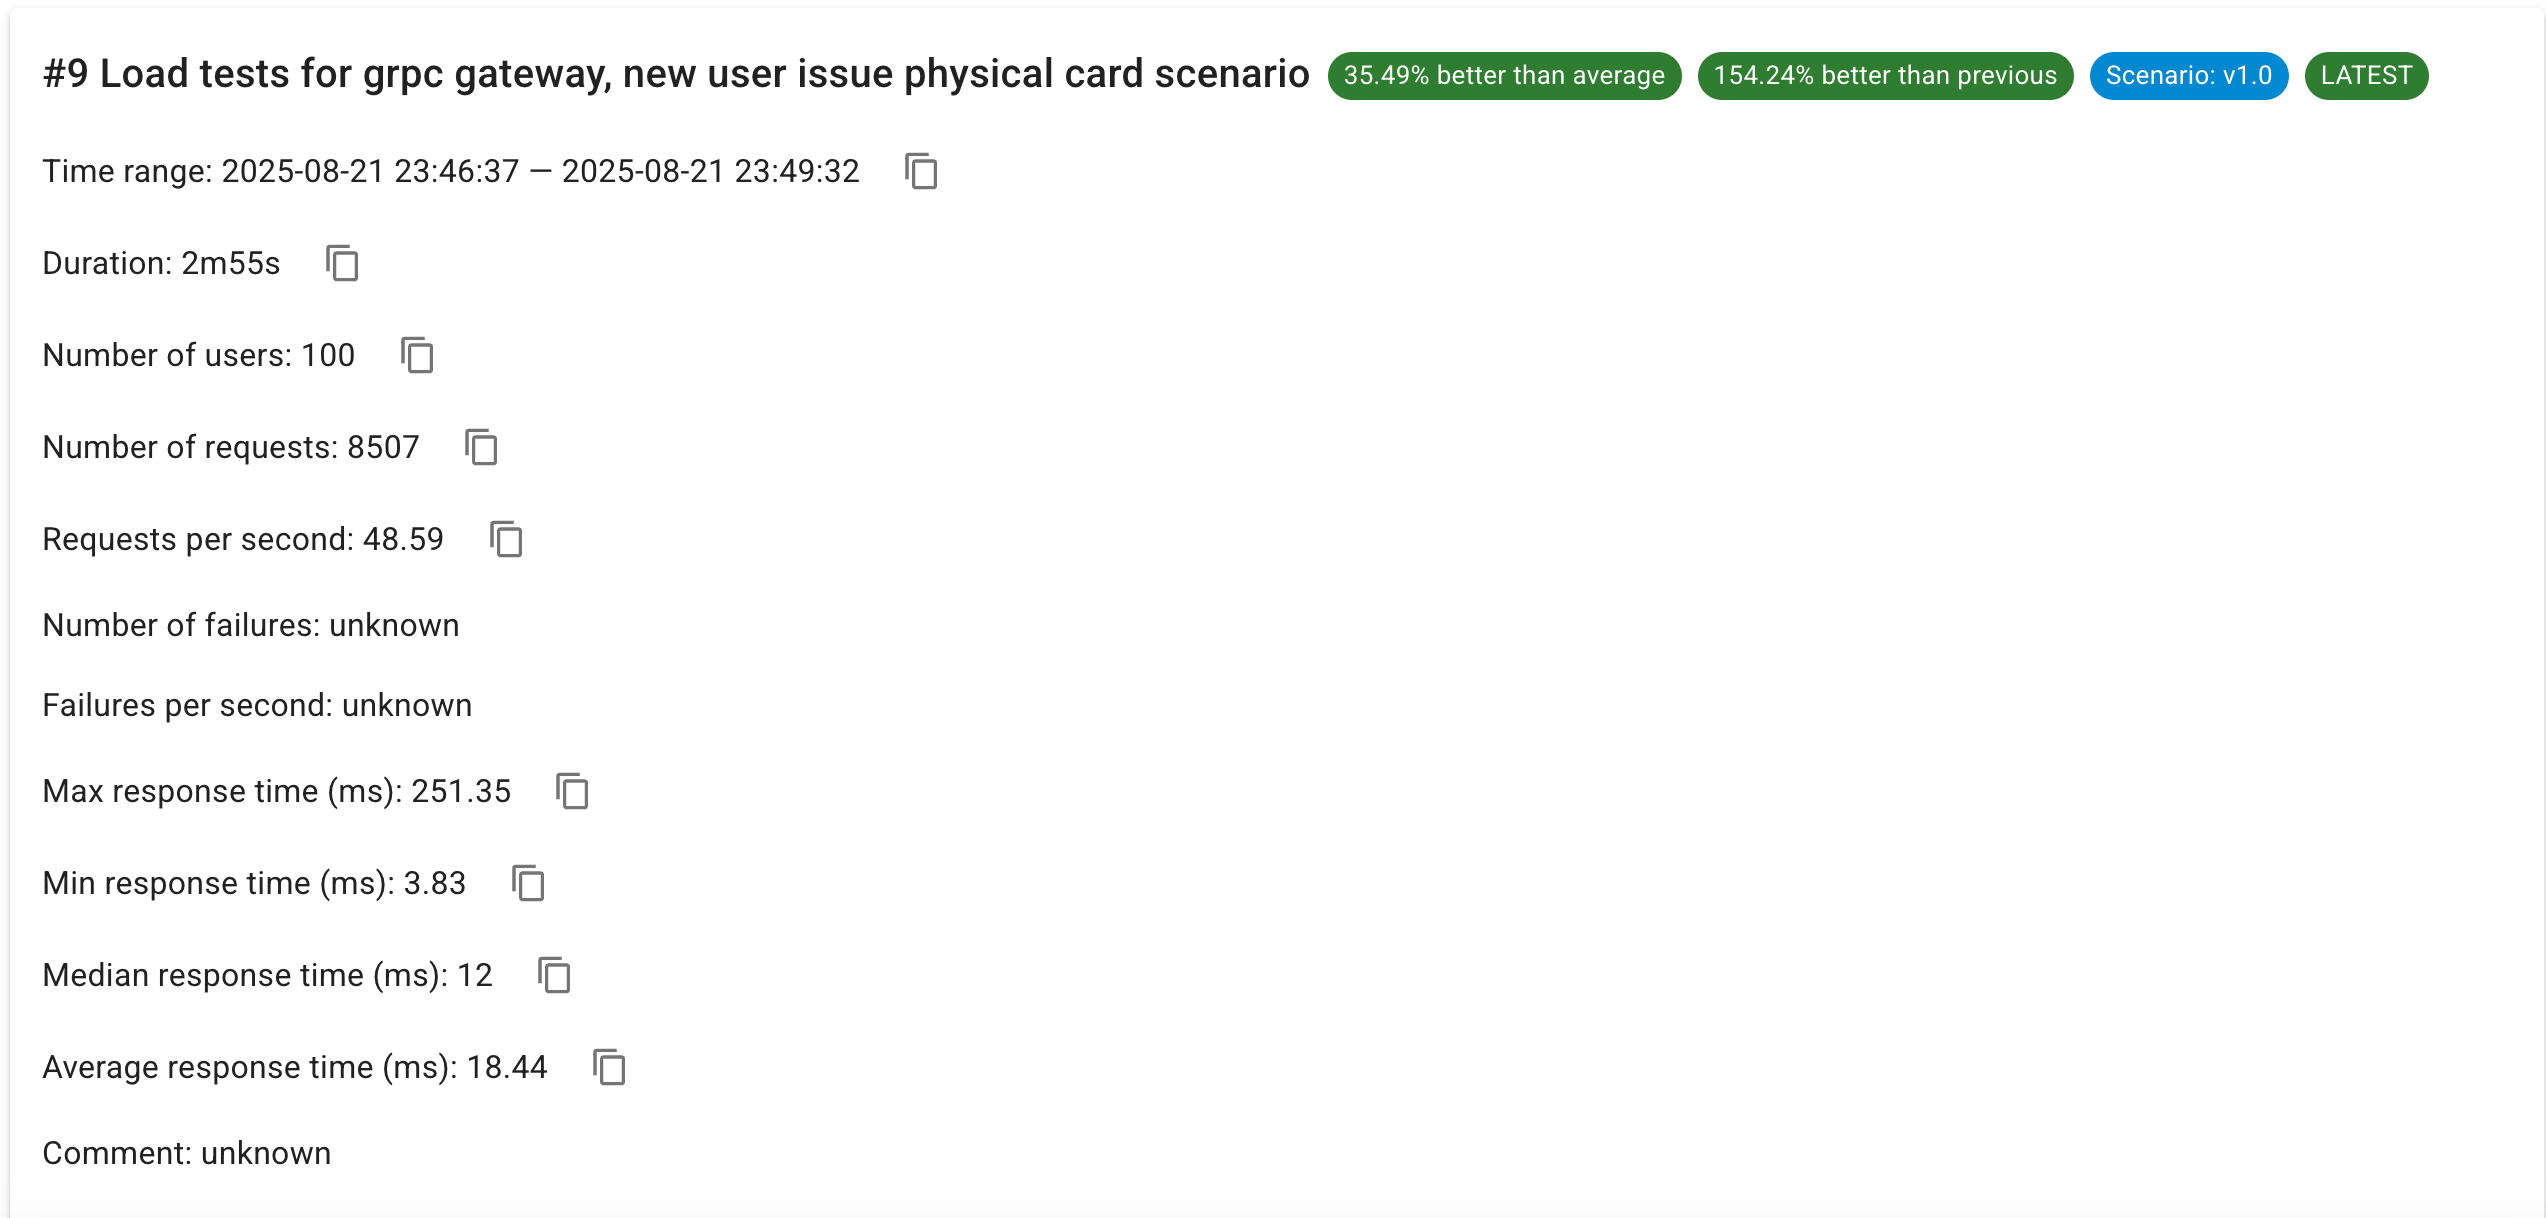 #9 Load tests for grpc gateway, new user issue physical card scenario 35.49% better than average 154.24% better than previous Scenario: v1.0 LATEST
Time range: 2025-08-21 23:46:37 — 2025-08-21 23:49:32
Duration: 2m55s
Number of users: 100
Number of requests: 8507
Requests per second: 48.59
Number of failures: unknown
Failures per second: unknown
Max response time (ms): 251.35
Min response time (ms): 3.83
Median response time (ms): 12
Average response time (ms): 18.44
Comment: unknown